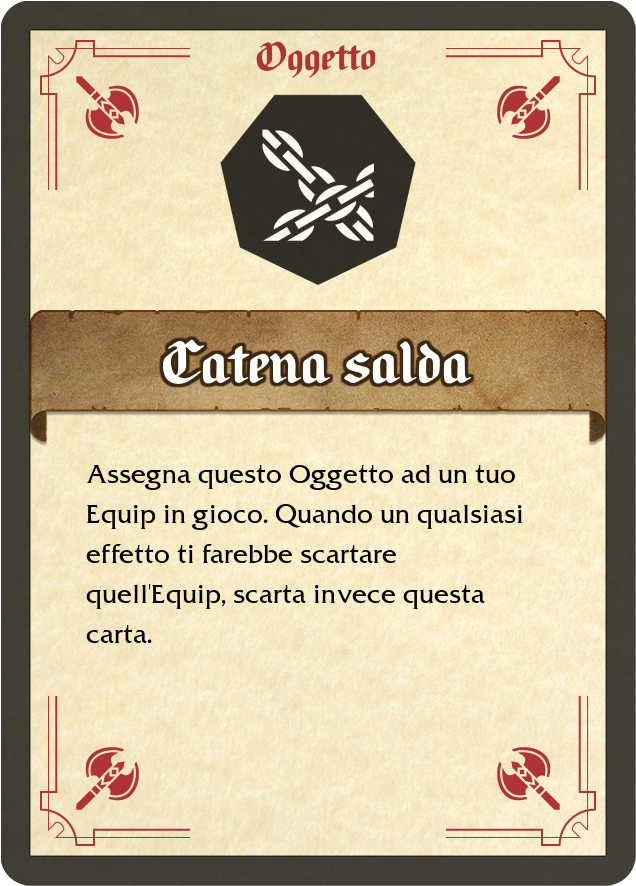 Oggetto
Catena salda
Assegna questo Oggetto ad un tuo
Equip in gioco. Quando un qualsiasi
effetto ti farebbe scartare
quell'Equip, scarta invece questa
carta.